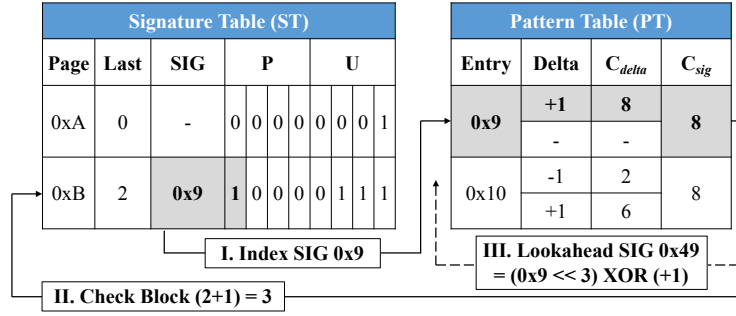 Signature Table (ST)
Page Last SIG P U
0xA 0 - 0 0 0 0 0 0 0 1
0xB 2 0x9 1 0 0 0 0 1 1 1
Pattern Table (PT)
Entry Delta Cdelta Csig
0x9 +1 8 8
- -
0x10 -1 2 8
+1 6
I. Index SIG 0x9
III. Lookahead SIG 0x49
= (0x9 << 3) XOR (+1)
II. Check Block (2+1) = 3